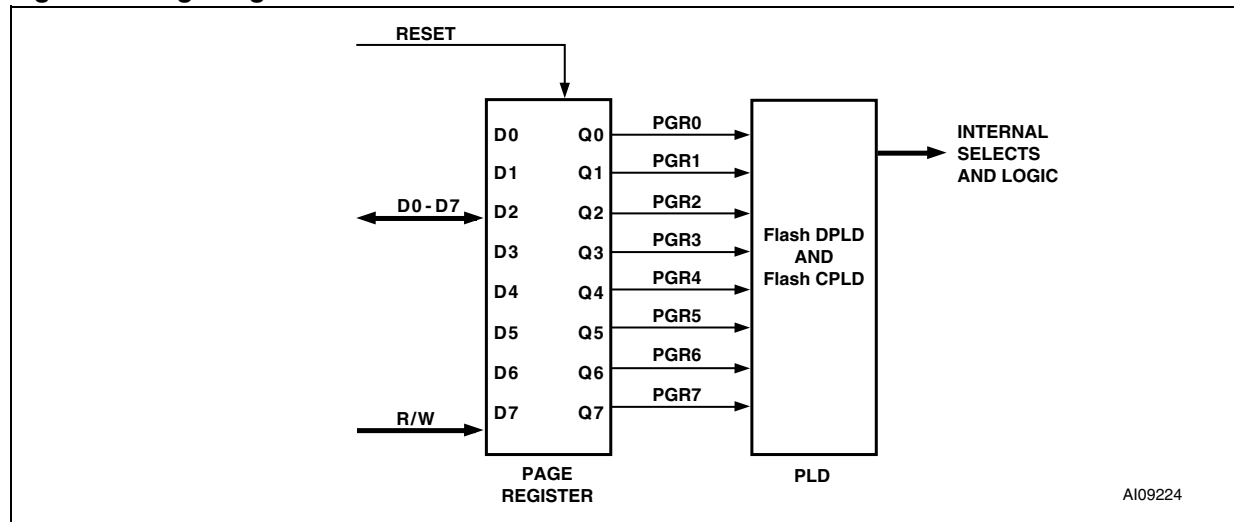 RESET
D0 Q0 PGR0
D1 Q1 PGR1
D0-D7 D2 Q2 PGR2
D3 Q3 PGR3
D4 Q4 PGR4
D5 Q5 PGR5
D6 Q6 PGR6
R/W D7 Q7 PGR7
PAGE
REGISTER
Flash DPLD
AND
Flash CPLD
PLD
INTERNAL
SELECTS
AND LOGIC
AI09224